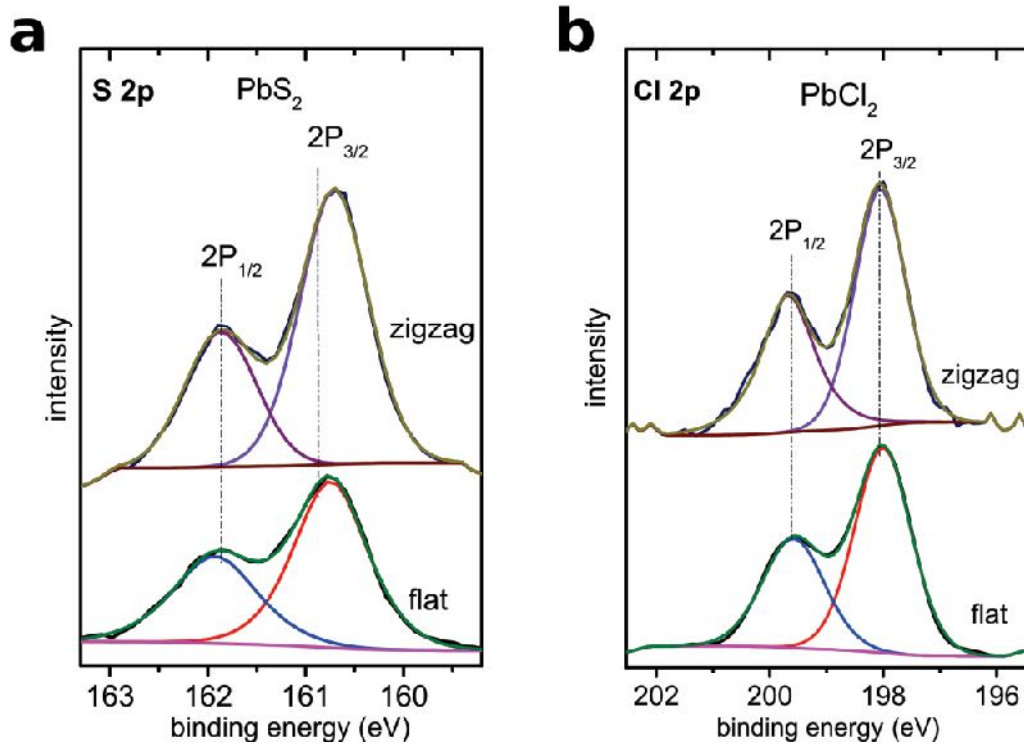 a
S 2p
PbS₂
2P₃/₂
2P₁/₂
zigzag
flat
intensity
163 162 161 160
binding energy (eV)
b
Cl 2p
PbCl₂
2P₃/₂
2P₁/₂
zigzag
flat
intensity
202 200 198 196
binding energy (eV)